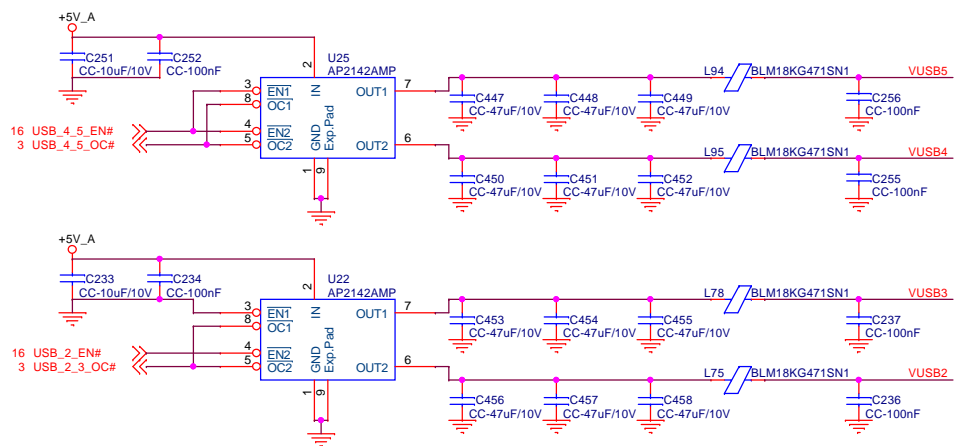 +5V_A
C251
CC-10uF/10V
C252
CC-100nF
U25
AP2142AMP
2
IN
3
EN1
8
OC1
4
EN2
5
OC2
GND
Exp.Pad
1
9
OUT1
7
OUT2
6
16 USB_4_5_EN#
3 USB_4_5_OC#
C447
CC-47uF/10V
C448
CC-47uF/10V
C449
CC-47uF/10V
L94
BLM18KG471SN1
VUSB5
C256
CC-100nF
C450
CC-47uF/10V
C451
CC-47uF/10V
C452
CC-47uF/10V
L95
BLM18KG471SN1
VUSB4
C255
CC-100nF
+5V_A
C233
CC-10uF/10V
C234
CC-100nF
U22
AP2142AMP
2
IN
3
EN1
8
OC1
4
EN2
5
OC2
GND
Exp.Pad
1
9
OUT1
7
OUT2
6
16 USB_2_EN#
3 USB_2_3_OC#
C453
CC-47uF/10V
C454
CC-47uF/10V
C455
CC-47uF/10V
L78
BLM18KG471SN1
VUSB3
C237
CC-100nF
C456
CC-47uF/10V
C457
CC-47uF/10V
C458
CC-47uF/10V
L75
BLM18KG471SN1
VUSB2
C236
CC-100nF